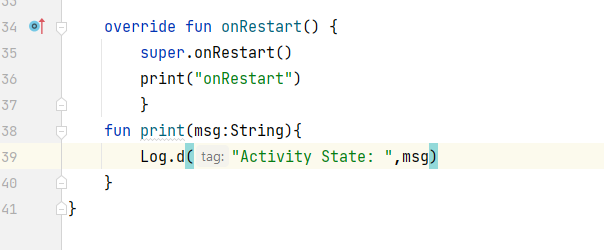 33
34 override fun onRestart() {
35 super.onRestart()
36 print("onRestart")
37 }
38 fun print(msg:String){
39 Log.d( tag: "Activity State: ",msg)
40 }
41 }